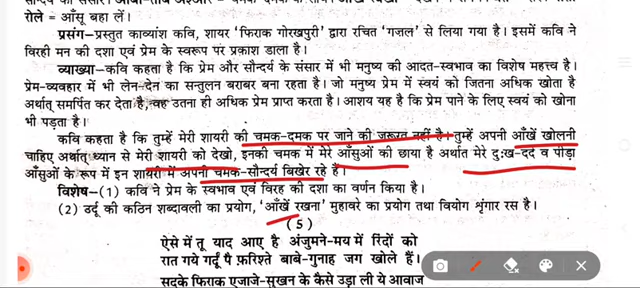 रोले = आँसू बहा लें।
प्रसंग–प्रस्तुत काव्यांश कवि, शायर 'फिराक गोरखपुरी' द्वारा रचित 'गजल' से लिया गया है। इसमें कवि ने
विरही मन की दशा एवं प्रेम के स्वरूप पर प्रकाश डाला है।
व्याख्या–कवि कहता है कि प्रेम और सौन्दर्य के संसार में भी मनुष्य की आदत-स्वभाव का विशेष महत्त्व है।
प्रेम-व्यवहार में भी लेन-देन का सन्तुलन बराबर बना रहता है। जो मनुष्य प्रेम में स्वयं को जितना अधिक खोता है
अर्थात् समर्पित कर देता है, वह उतना ही अधिक प्रेम प्राप्त करता है। आशय यह है कि प्रेम पाने के लिए स्वयं को खोना
भी पड़ता है।
कवि कहता है कि तुम्हें मेरी शायरी की चमक-दमक पर जाने की जरूरत नहीं है। तुम्हें अपनी आँखें खोलनी
चाहिए अर्थात् ध्यान से मेरी शायरी को देखो, इनकी चमक में मेरे आँसुओं की छाया है अर्थात् मेरे दुःख-दर्द व पीड़ा
आँसुओं के रूप में इन शायरी में अपनी चमक-सौन्दर्य बिखेर रहे हैं।
विशेष–(1) कवि ने प्रेम के स्वभाव एवं विरह की दशा का वर्णन किया है।
(2) उर्दू की कठिन शब्दावली का प्रयोग, 'आँखें रखना' मुहावरे का प्रयोग तथा वियोग शृंगार रस है।
(5)
ऐसे में तू याद आए है अंजुमने-मय में रिंदों को
रात गये गर्दूं पै फ़रिश्ते बाबे-गुनाह जग खोले हैं।
सदके फिराक एजाजे-सुखन के कैसे उड़ा ली ये आवाज